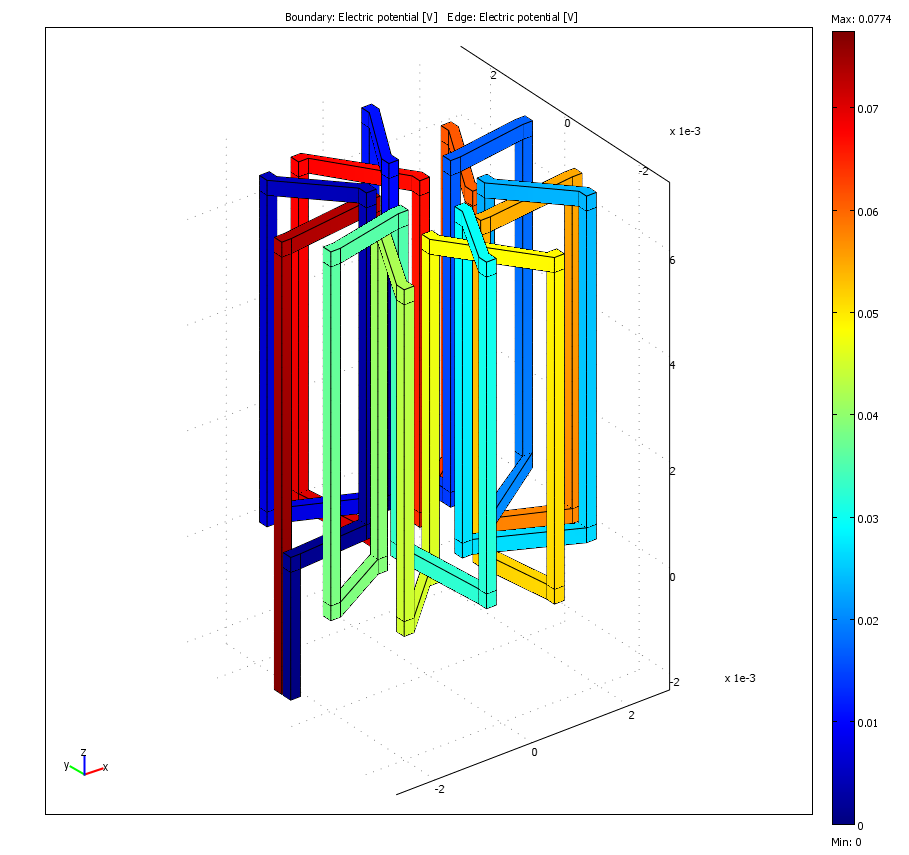 Boundary: Electric potential [V]   Edge: Electric potential [V]
Max: 0.0774
2
0
-2
x 1e-3
6
4
2
0
-2
x 1e-3
2
0
-2
0.07
0.06
0.05
0.04
0.03
0.02
0.01
0
z
y
x
Min: 0